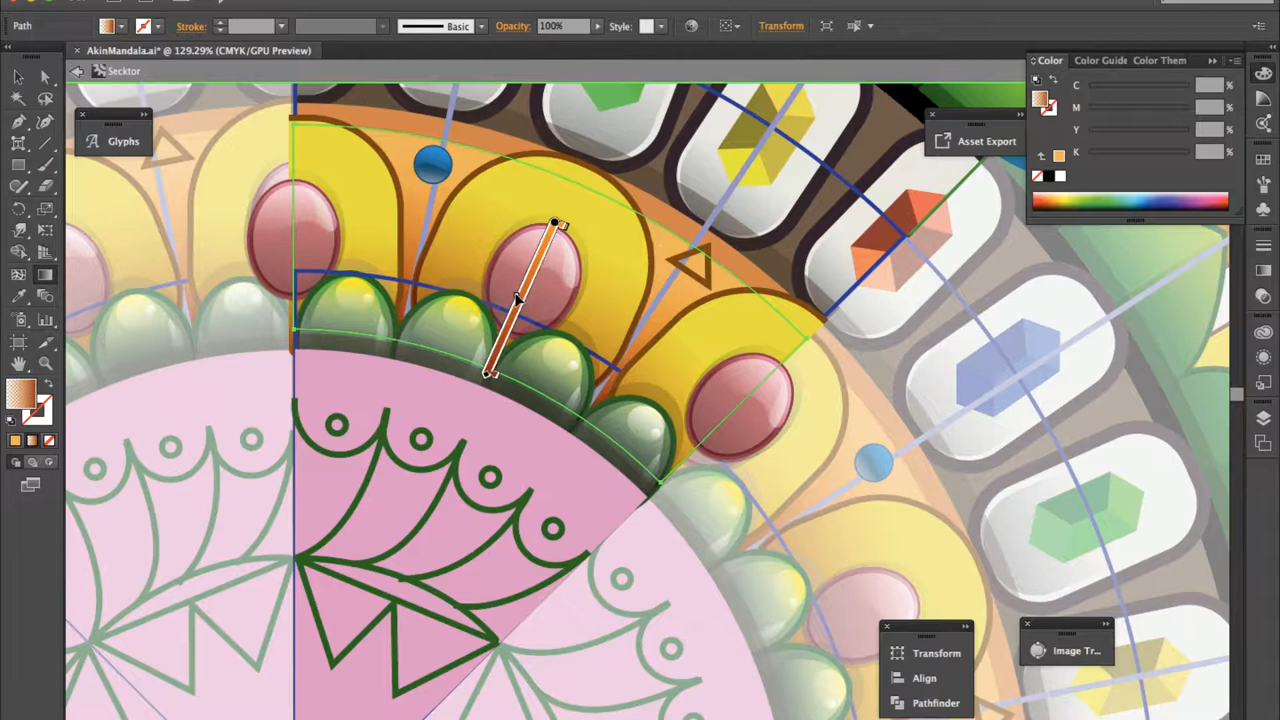 Path
Stroke:
Basic
Opacity: 100%
Style:
Transform
× AkinMandala.ai* @ 129.29% (CMYK/GPU Preview)
Secktor
Color
Color Guide
Color Them
C %
M %
Y %
K %
A Glyphs
Asset Export
Transform
Align
Pathfinder
Image Tr...